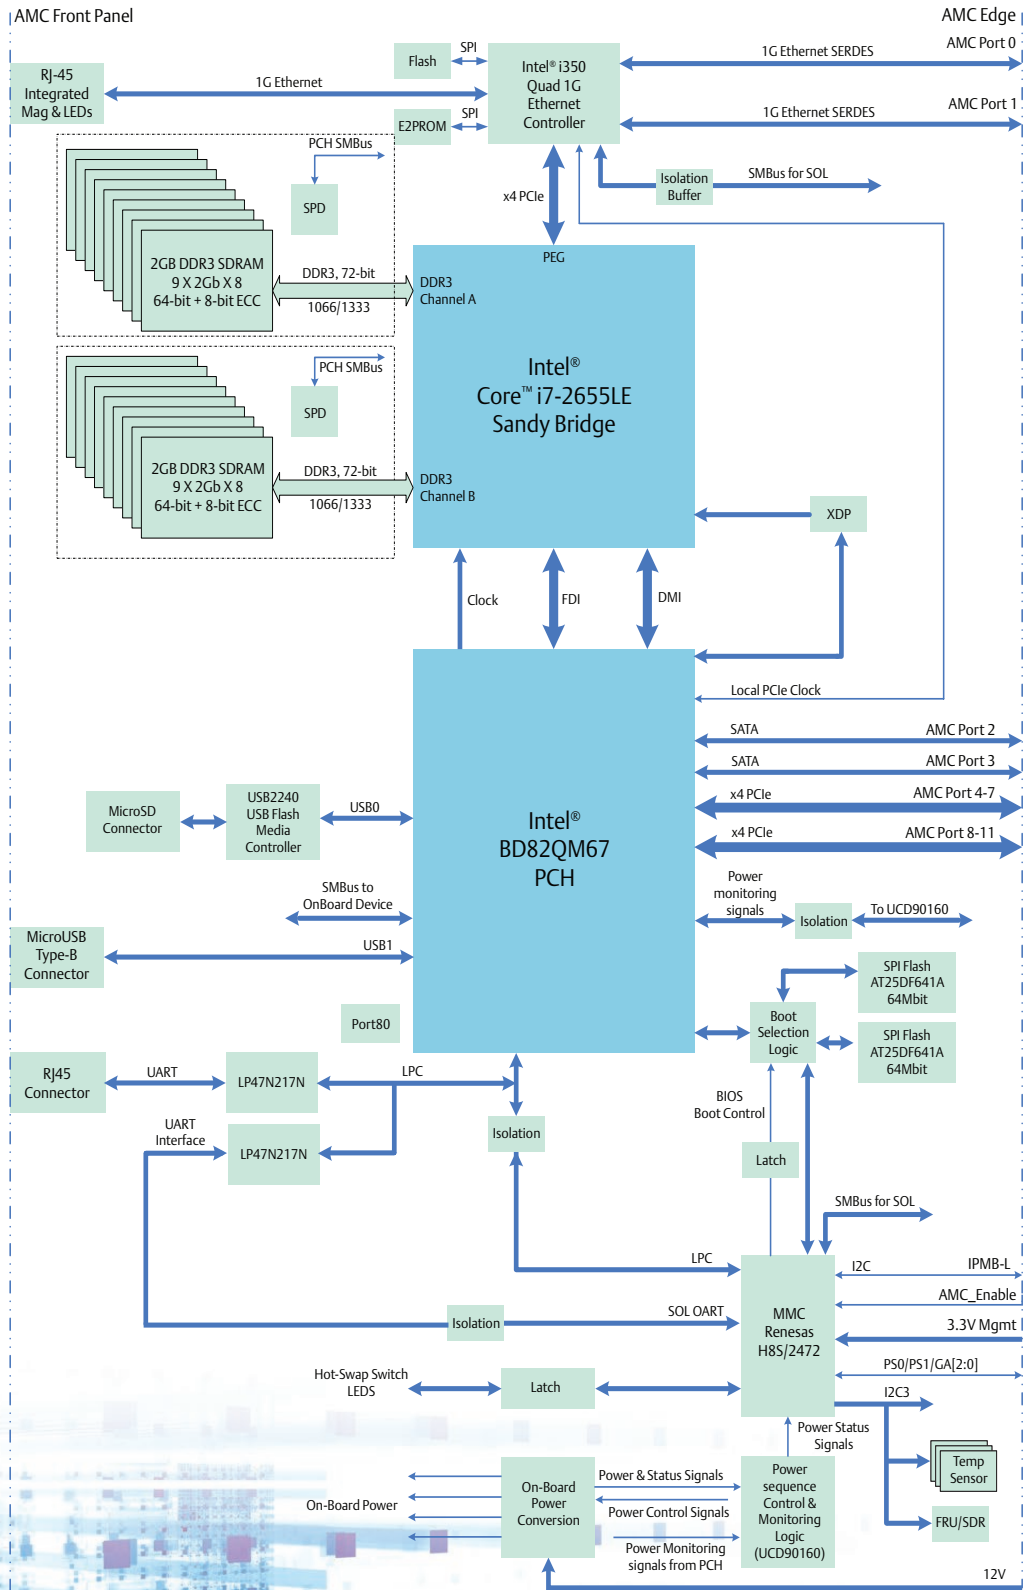 AMC Front Panel
AMC Edge
RJ-45
Integrated
Mag & LEDs
1G Ethernet
Flash
SPI
E2PROM
SPI
Intel® i350
Quad 1G
Ethernet
Controller
1G Ethernet SERDES
AMC Port 0
1G Ethernet SERDES
AMC Port 1
Isolation
Buffer
SMBus for SOL
x4 PCIe
PCH SMBus
SPD
2GB DDR3 SDRAM
9 X 2Gb X 8
64-bit + 8-bit ECC
DDR3, 72-bit
1066/1333
DDR3
Channel A
PEG
PCH SMBus
SPD
2GB DDR3 SDRAM
9 X 2Gb X 8
64-bit + 8-bit ECC
DDR3, 72-bit
1066/1333
DDR3
Channel B
Intel®
Core™ i7-2655LE
Sandy Bridge
XDP
Clock
FDI
DMI
Local PCIe Clock
SATA
AMC Port 2
SATA
AMC Port 3
x4 PCIe
AMC Port 4-7
x4 PCIe
AMC Port 8-11
MicroSD
Connector
USB2240
USB Flash
Media
Controller
USB0
Intel®
BD82QM67
PCH
SMBus to
OnBoard Device
Power
monitoring
signals
Isolation
To UCD90160
MicroUSB
Type-B
Connector
USB1
SPI Flash
AT25DF641A
64Mbit
Port80
Boot
Selection
Logic
SPI Flash
AT25DF641A
64Mbit
RJ45
Connector
UART
LP47N217N
LPC
BIOS
Boot Control
UART
Interface
LP47N217N
Isolation
Latch
SMBus for SOL
LPC
I2C
IPMB-L
AMC_Enable
MMC
Renesas
H8S/2472
Isolation
SOL OART
3.3V Mgmt
PS0/PS1/GA[2:0]
Hot-Swap Switch
LEDS
Latch
I2C3
Power Status
Signals
Temp
Sensor
On-Board Power
On-Board
Power
Conversion
Power & Status Signals
Power Control Signals
Power Monitoring
signals from PCH
Power
sequence
Control &
Monitoring
Logic
(UCD90160)
FRU/SDR
12V